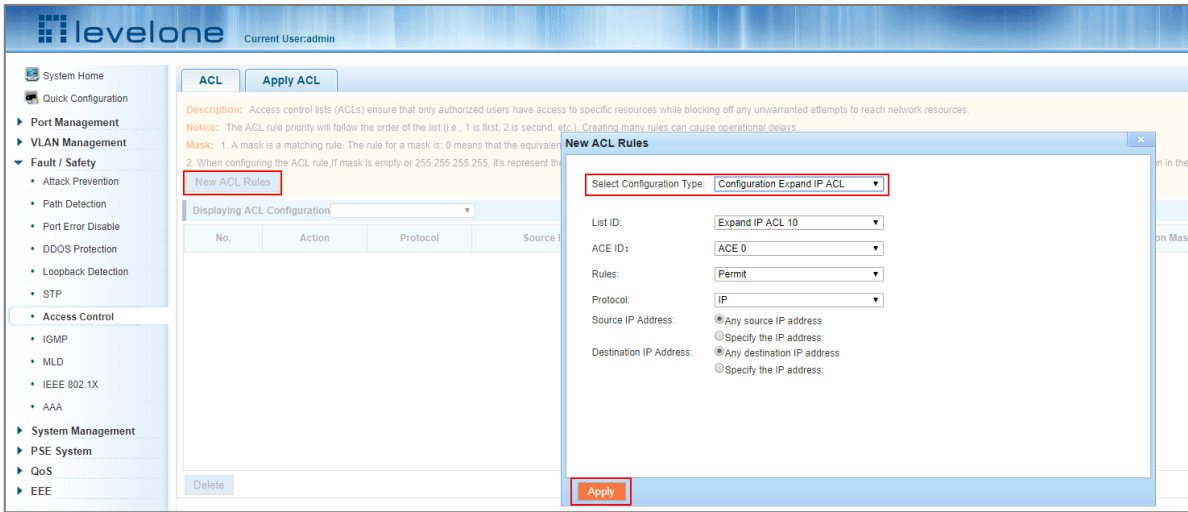 levelone Current User:admin
System Home
Quick Configuration
Port Management
VLAN Management
Fault / Safety
Attack Prevention
Path Detection
Port Error Disable
DDOS Protection
Loopback Detection
STP
Access Control
IGMP
MLD
IEEE 802.1X
AAA
System Management
PSE System
QoS
EEE
ACL Apply ACL
Description: Access control lists (ACLs) ensure that only authorized users have access to specific resources while blocking off any unwarranted attempts to reach network resources.
Notice: The ACL rule priority will follow the order of the list (i.e., 1 is first, 2 is second, etc.). Creating many rules can cause operational delays.
Mask: 1. A mask is a matching rule. The rule for a mask is: 0 means that the equivalen
2. When configuring the ACL rule,If mask is empty or 255.255.255.255, it's represent the
n in the
New ACL Rules
Displaying ACL Configuration
No. Action Protocol Source I
on Mas
Delete
New ACL Rules
Select Configuration Type: Configuration Expand IP ACL
List ID: Expand IP ACL 10
ACE ID: ACE 0
Rules: Permit
Protocol: IP
Source IP Address: Any source IP address
Specify the IP address:
Destination IP Address: Any destination IP address
Specify the IP address:
Apply